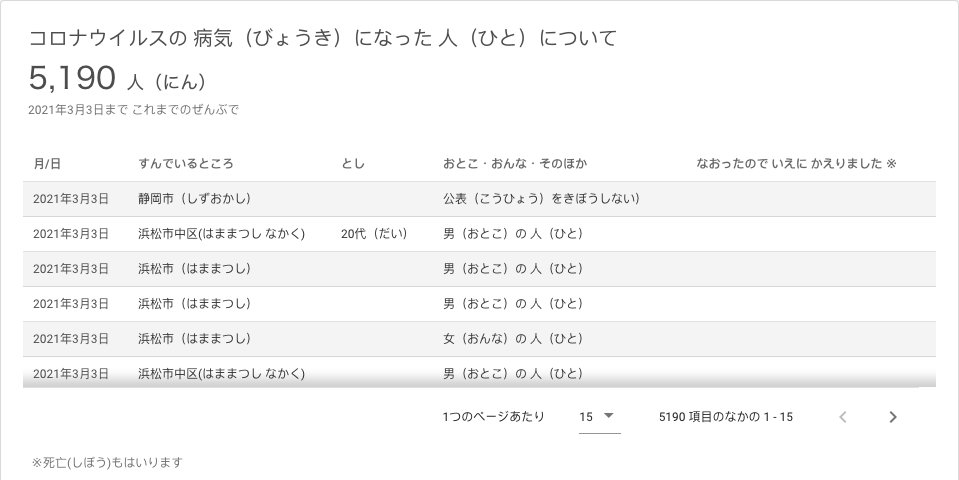 コロナウイルスの 病気（びょうき）になった 人（ひと）について
5,190 人（にん）
2021年3月3日まで これまでのぜんぶで
月/日 すんでいるところ とし おとこ・おんな・そのほか なおったので いえに かえりました ※
2021年3月3日 静岡市（しずおかし） 公表（こうひょう）をきぼうしない）
2021年3月3日 浜松市中区(はままつし なかく) 20代（だい） 男（おとこ）の 人（ひと）
2021年3月3日 浜松市（はままつし） 男（おとこ）の 人（ひと）
2021年3月3日 浜松市（はままつし） 男（おとこ）の 人（ひと）
2021年3月3日 浜松市（はままつし） 女（おんな）の 人（ひと）
2021年3月3日 浜松市中区(はままつし なかく) 男（おとこ）の 人（ひと）
1つのページあたり 15 5190 項目のなかの 1 - 15
※死亡(しぼう)もはいります